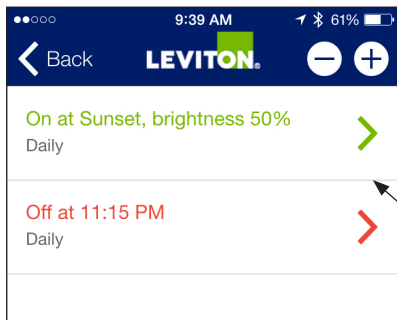 9:39 AM
61%
Back
LEVITON®
On at Sunset, brightness 50%
Daily
Off at 11:15 PM
Daily